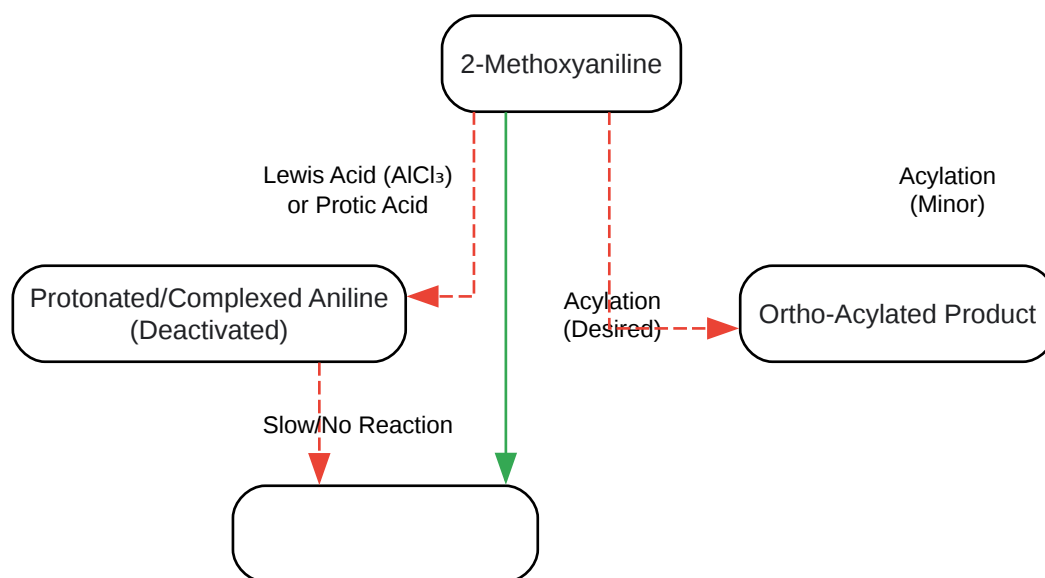 2-Methoxyaniline
Lewis Acid (AlCl₃)
or Protic Acid
Acylation
(Minor)
Protonated/Complexed Aniline
(Deactivated)
Acylation
(Desired)
Ortho-Acylated Product
Slow/No Reaction